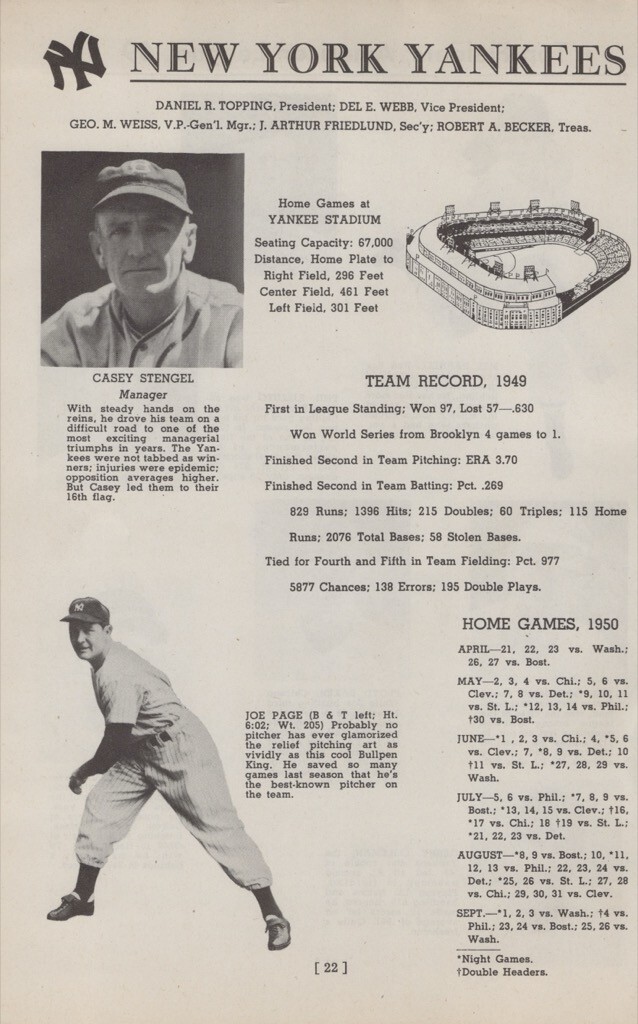 NY
NEW YORK YANKEES
DANIEL R. TOPPING, President; DEL E. WEBB, Vice President;
GEO. M. WEISS, V.P.-Gen'l. Mgr.; J. ARTHUR FRIEDLUND, Sec'y; ROBERT A. BECKER, Treas.
Home Games at
YANKEE STADIUM
Seating Capacity: 67,000
Distance, Home Plate to
Right Field, 296 Feet
Center Field, 461 Feet
Left Field, 301 Feet
CASEY STENGEL
Manager
With steady hands on the
reins, he drove his team on a
difficult road to one of the
most exciting managerial
triumphs in years. The Yan-
kees were not tabbed as win-
ners; injuries were epidemic;
opposition averages higher.
But Casey led them to their
16th flag.
TEAM RECORD, 1949
First in League Standing; Won 97, Lost 57—.630
Won World Series from Brooklyn 4 games to 1.
Finished Second in Team Pitching: ERA 3.70
Finished Second in Team Batting: Pct. .269
829 Runs; 1396 Hits; 215 Doubles; 60 Triples; 115 Home
Runs; 2076 Total Bases; 58 Stolen Bases.
Tied for Fourth and Fifth in Team Fielding: Pct. 977
5877 Chances; 138 Errors; 195 Double Plays.
NY
JOE PAGE (B & T left; Ht.
6:02; Wt. 205) Probably no
pitcher has ever glamorized
the relief pitching art as
vividly as this cool Bullpen
King. He saved so many
games last season that he's
the best-known pitcher on
the team.
HOME GAMES, 1950
APRIL—21, 22, 23 vs. Wash.;
26, 27 vs. Bost.
MAY—2, 3, 4 vs. Chi.; 5, 6 vs.
Clev.; 7, 8 vs. Det.; *9, 10, 11
vs. St. L.; *12, 13, 14 vs. Phil.;
†30 vs. Bost.
JUNE—*1 , 2, 3 vs. Chi.; 4, *5, 6
vs. Clev.; 7, *8, 9 vs. Det.; 10
†11 vs. St. L.; *27, 28, 29 vs.
Wash.
JULY—5, 6 vs. Phil.; *7, 8, 9 vs.
Bost.; *13, 14, 15 vs. Clev.; †16,
*17 vs. Chi.; 18 †19 vs. St. L.;
*21, 22, 23 vs. Det.
AUGUST—*8, 9 vs. Bost.; 10, *11,
12, 13 vs. Phil.; 22, 23, 24 vs.
Det.; *25, 26 vs. St. L.; 27, 28
vs. Chi.; 29, 30, 31 vs. Clev.
SEPT.—*1, 2, 3 vs. Wash.; †4 vs.
Phil.; 23, 24 vs. Bost.; 25, 26 vs.
Wash.
*Night Games.
†Double Headers.
[ 22 ]